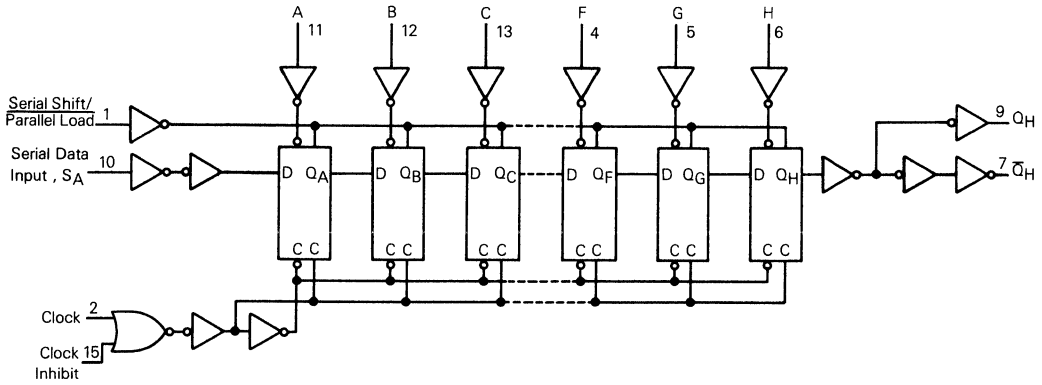 A B C F G H
11 12 13 4 5 6
Serial Shift/
Parallel Load 1
9 QH
Serial Data
Input , SA 10
7 Q̅H
D QA D QB D QC D QF D QG D QH
C C C C C C C C C C C C
Clock 2
Clock 15
Inhibit